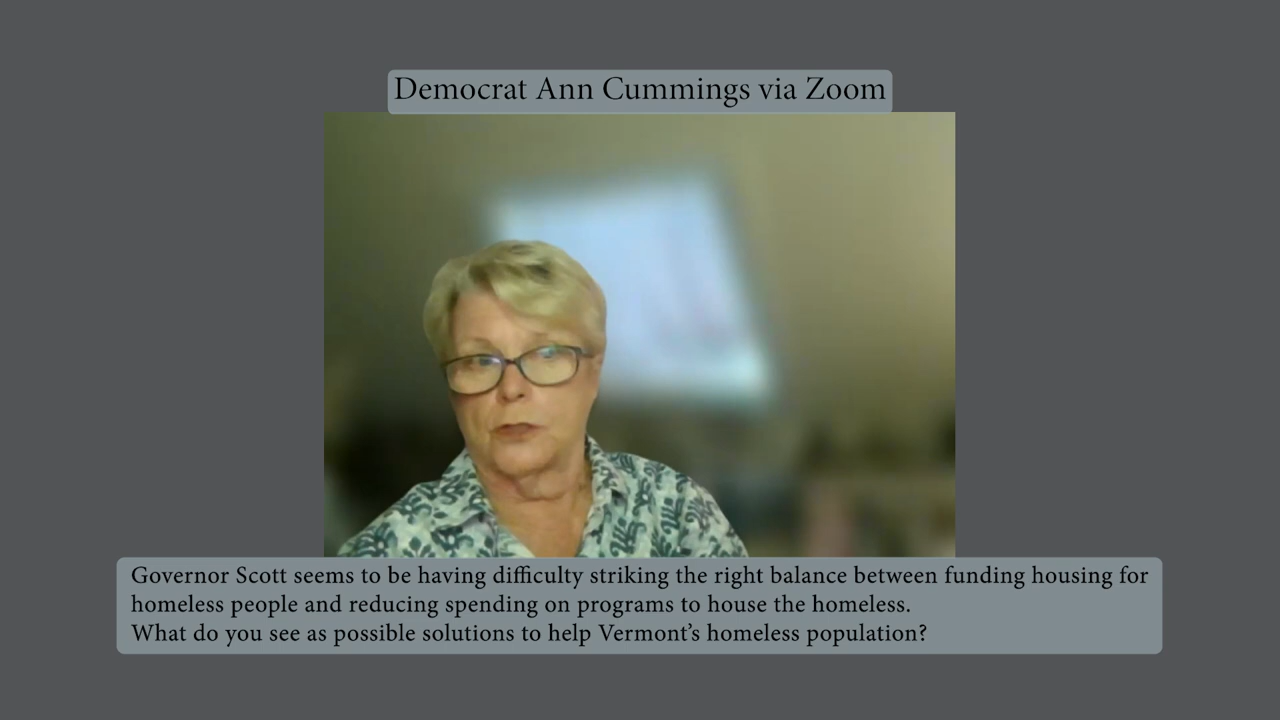 Democrat Ann Cummings via Zoom
Governor Scott seems to be having difficulty striking the right balance between funding housing for
homeless people and reducing spending on programs to house the homeless.
What do you see as possible solutions to help Vermont's homeless population?